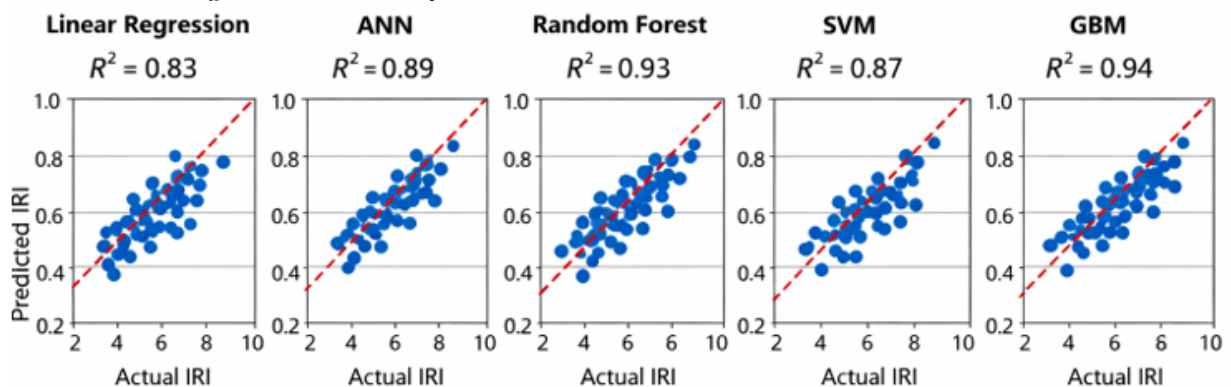 Linear Regression ANN Random Forest SVM GBM
R² = 0.83 R² = 0.89 R² = 0.93 R² = 0.87 R² = 0.94
Predicted IRI
1.0 1.0 1.0 1.0 1.0
0.8 0.8 0.8 0.8 0.8
0.6 0.6 0.6 0.6 0.6
0.4 0.4 0.4 0.4 0.4
0.2 0.2 0.2 0.2 0.2
2 4 6 8 10 2 4 6 8 10 2 4 6 8 10 2 4 6 8 10 2 4 6 8 10
Actual IRI Actual IRI Actual IRI Actual IRI Actual IRI